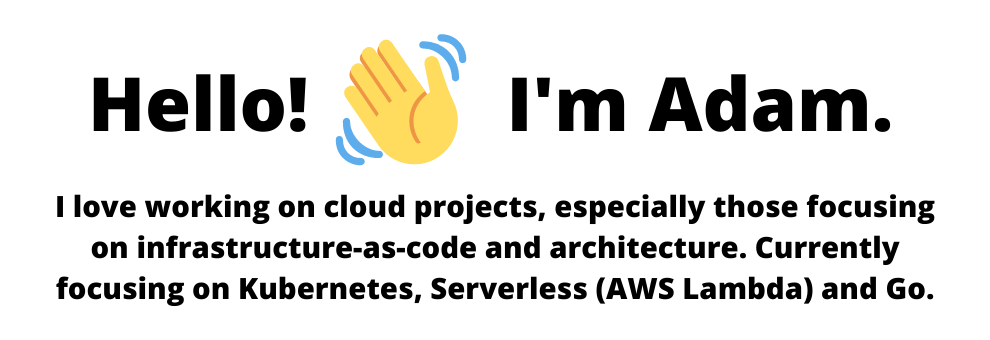 Hello! 👋 I'm Adam.
I love working on cloud projects, especially those focusing
on infrastructure-as-code and architecture. Currently
focusing on Kubernetes, Serverless (AWS Lambda) and Go.